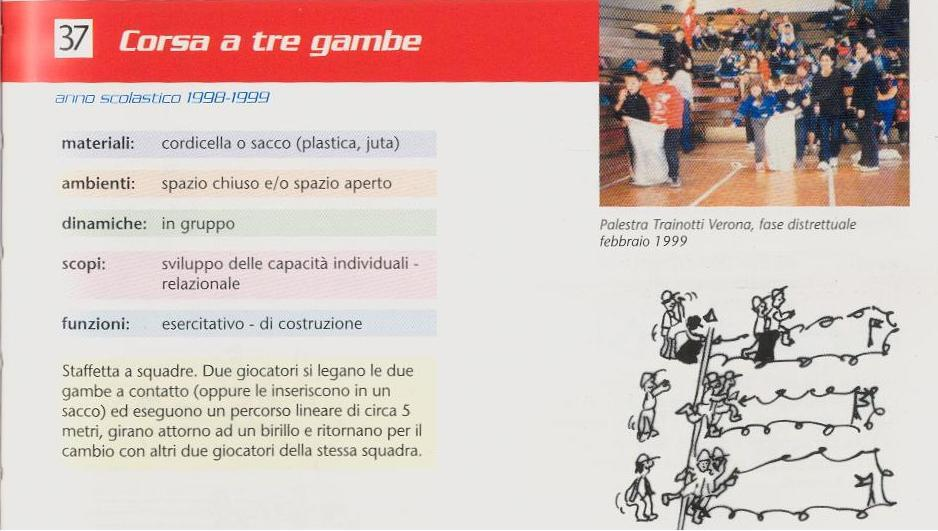 37 Corsa a tre gambe
anno scolastico 1998-1999
materiali: cordicella o sacco (plastica, juta)
ambienti: spazio chiuso e/o spazio aperto
dinamiche: in gruppo
scopi: sviluppo delle capacità individuali -
relazionale
funzioni: esercitativo - di costruzione
Staffetta a squadre. Due giocatori si legano le due
gambe a contatto (oppure le inseriscono in un
sacco) ed eseguono un percorso lineare di circa 5
metri, girano attorno ad un birillo e ritornano per il
cambio con altri due giocatori della stessa squadra.
Palestra Trainotti Verona, fase distrettuale
febbraio 1999